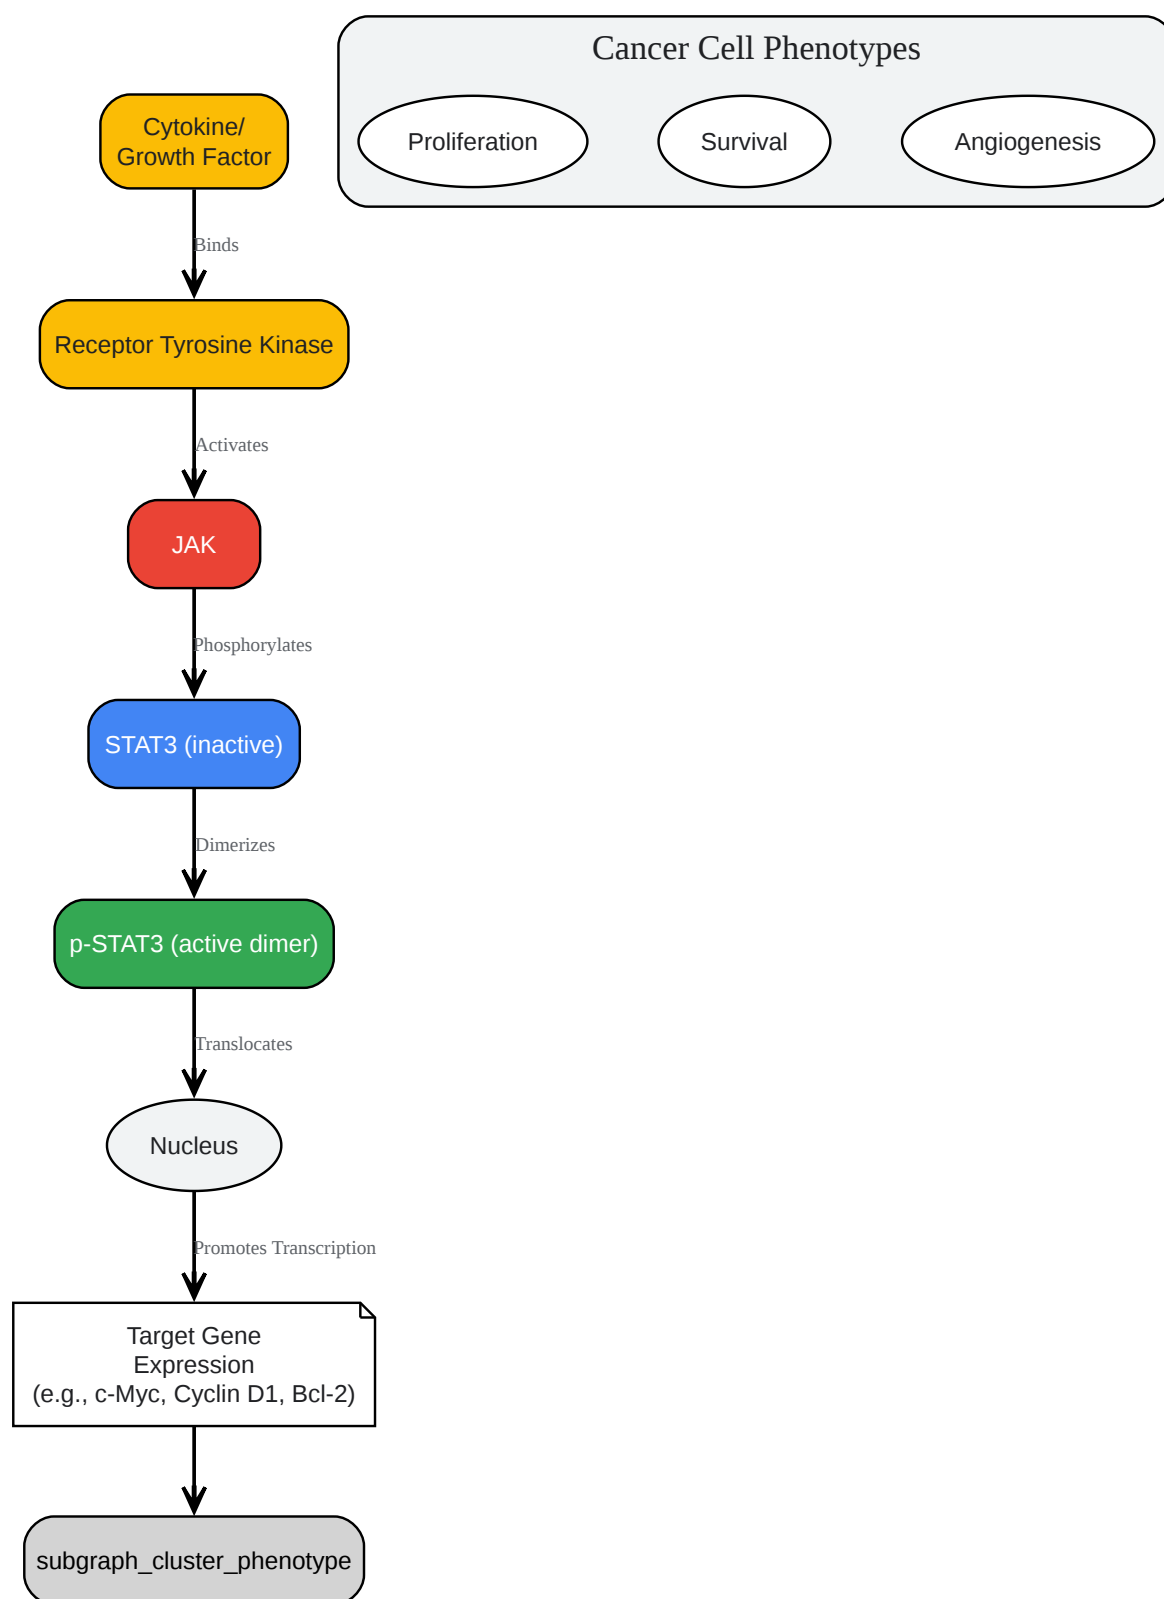 Cancer Cell Phenotypes
Proliferation
Survival
Angiogenesis
Cytokine/
Growth Factor
Binds
Receptor Tyrosine Kinase
Activates
JAK
Phosphorylates
STAT3 (inactive)
Dimerizes
p-STAT3 (active dimer)
Translocates
Nucleus
Promotes Transcription
Target Gene
Expression
(e.g., c-Myc, Cyclin D1, Bcl-2)
subgraph_cluster_phenotype